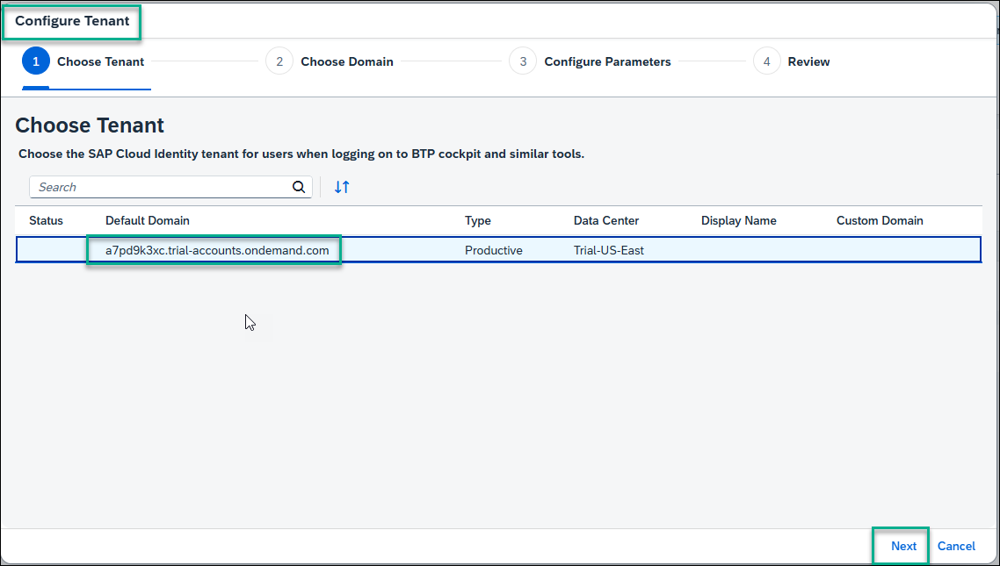 Configure Tenant
1 Choose Tenant 2 Choose Domain 3 Configure Parameters 4 Review
Choose Tenant
Choose the SAP Cloud Identity tenant for users when logging on to BTP cockpit and similar tools.
Search
Status Default Domain Type Data Center Display Name Custom Domain
a7pd9k3xc.trial-accounts.ondemand.com Productive Trial-US-East
Next Cancel